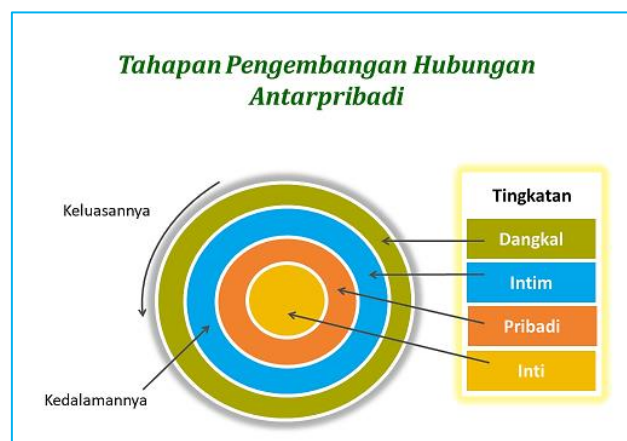 Tahapan Pengembangan Hubungan
Antarpribadi
Keluasannya
Kedalamannya
Tingkatan
Dangkal
Intim
Pribadi
Inti